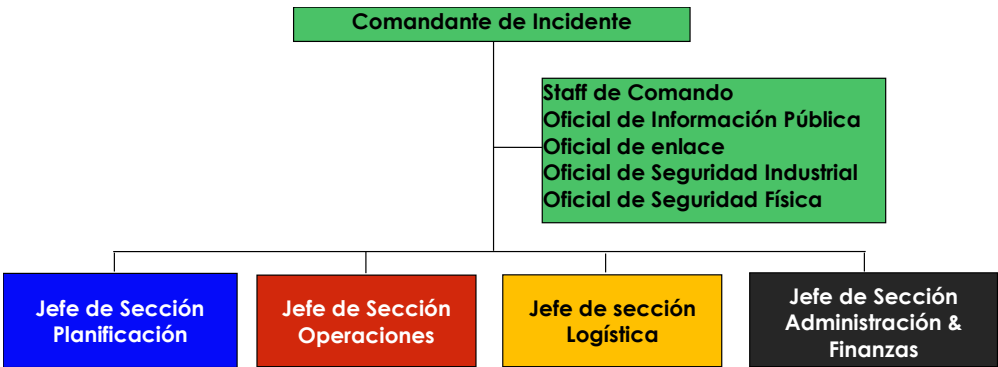 Comandante de Incidente
Staff de Comando
Oficial de Información Pública
Oficial de enlace
Oficial de Seguridad Industrial
Oficial de Seguridad Física
Jefe de Sección
Planificación
Jefe de Sección
Operaciones
Jefe de sección
Logística
Jefe de Sección
Administración &
Finanzas